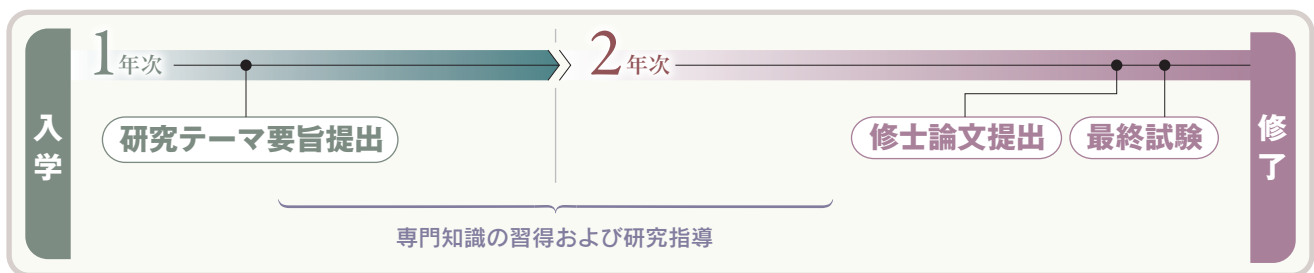 入学
1年次
研究テーマ要旨提出
2年次
修士論文提出
最終試験
修了
専門知識の習得および研究指導